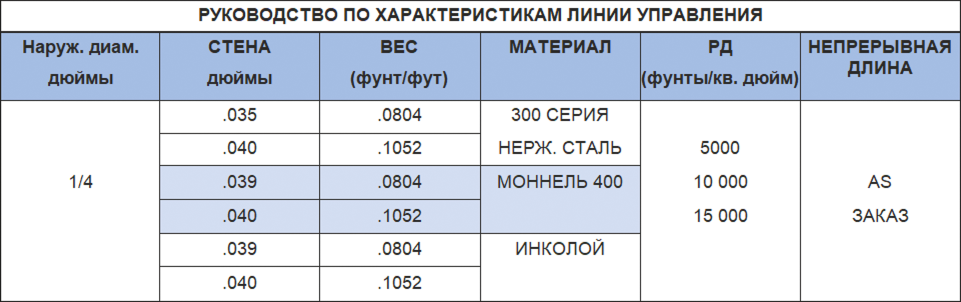 РУКОВОДСТВО ПО ХАРАКТЕРИСТИКАМ ЛИНИИ УПРАВЛЕНИЯ
Наруж. диам. СТЕНА ВЕС МАТЕРИАЛ РД НЕПРЕРЫВНАЯ
дюймы дюймы (фунт/фут) (фунты/кв. дюйм) ДЛИНА
.035 .0804 300 СЕРИЯ
.040 .1052 НЕРЖ. СТАЛЬ 5000
1/4 .039 .0804 МОННЕЛЬ 400 10 000 AS
.040 .1052 15 000 ЗАКАЗ
.039 .0804 ИНКОЛОЙ
.040 .1052